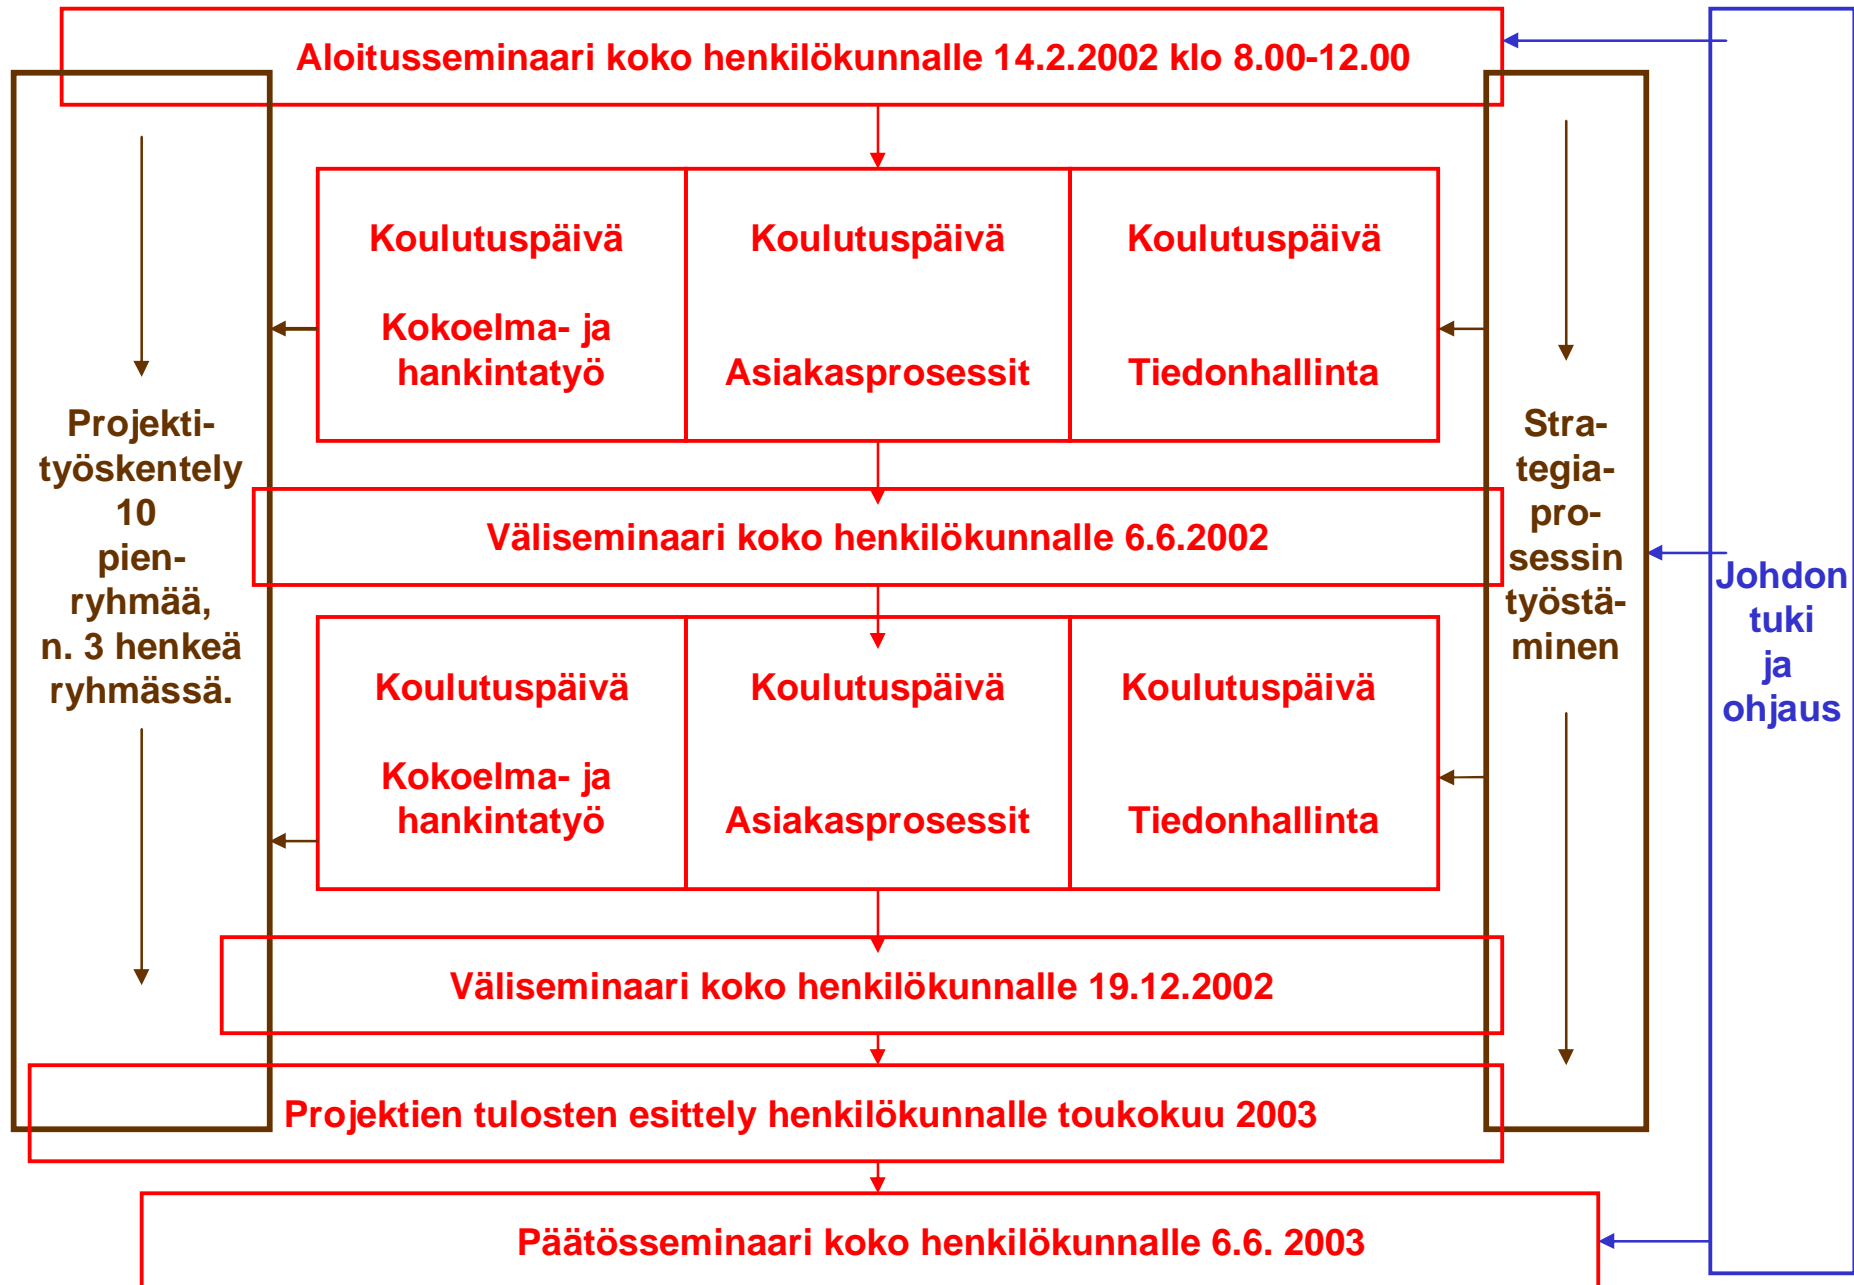 Aloitusseminaari koko henkilökunnalle 14.2.2002 klo 8.00-12.00
Koulutuspäivä
Kokoelma- ja
hankintatyö
Koulutuspäivä
Asiakasprosessit
Koulutuspäivä
Tiedonhallinta
Projekti-
työskentely
10
pien-
ryhmää,
n. 3 henkeä
ryhmässä.
Stra-
tegia-
pro-
sessin
työstä-
minen
Johdon
tuki
ja
ohjaus
Väliseminaari koko henkilökunnalle 6.6.2002
Koulutuspäivä
Kokoelma- ja
hankintatyö
Koulutuspäivä
Asiakasprosessit
Koulutuspäivä
Tiedonhallinta
Väliseminaari koko henkilökunnalle 19.12.2002
Projektien tulosten esittely henkilökunnalle toukokuu 2003
Päätösseminaari koko henkilökunnalle 6.6. 2003